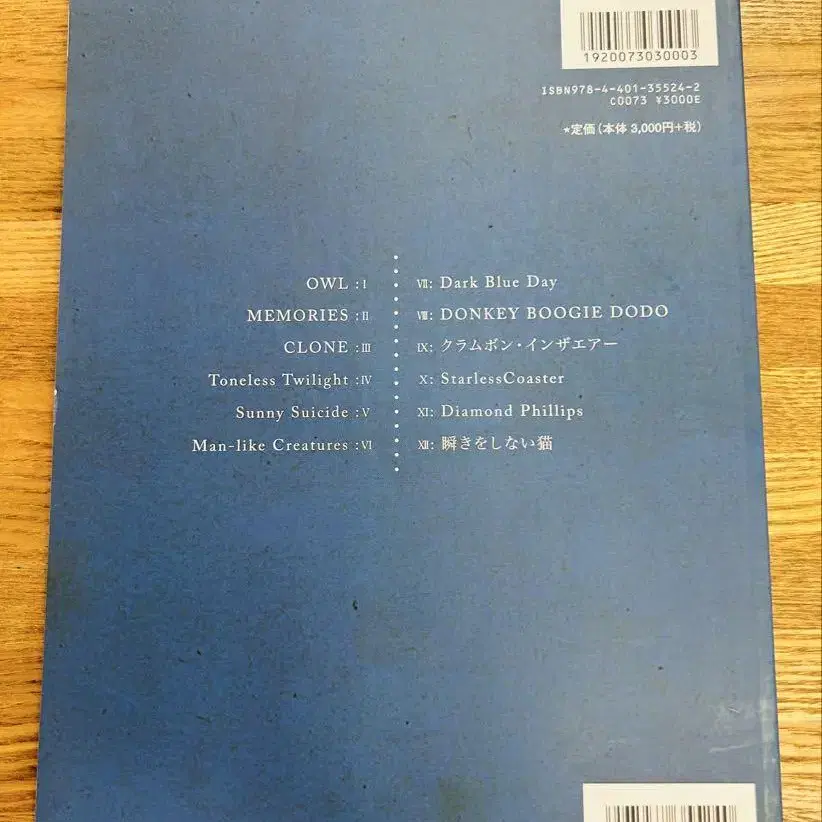 1920073030003
ISBN978-4-401-35524-2
C0073 ¥3000E
*定価(本体 3,000円+税)
OWL :Ⅰ
MEMORIES :Ⅱ
CLONE :Ⅲ
Toneless Twilight :Ⅳ
Sunny Suicide :Ⅴ
Man-like Creatures :Ⅵ
Ⅶ: Dark Blue Day
Ⅷ: DONKEY BOOGIE DODO
Ⅸ: クラムボン・インザエアー
Ⅹ: StarlessCoaster
Ⅺ: Diamond Phillips
Ⅻ: 瞬きをしない猫